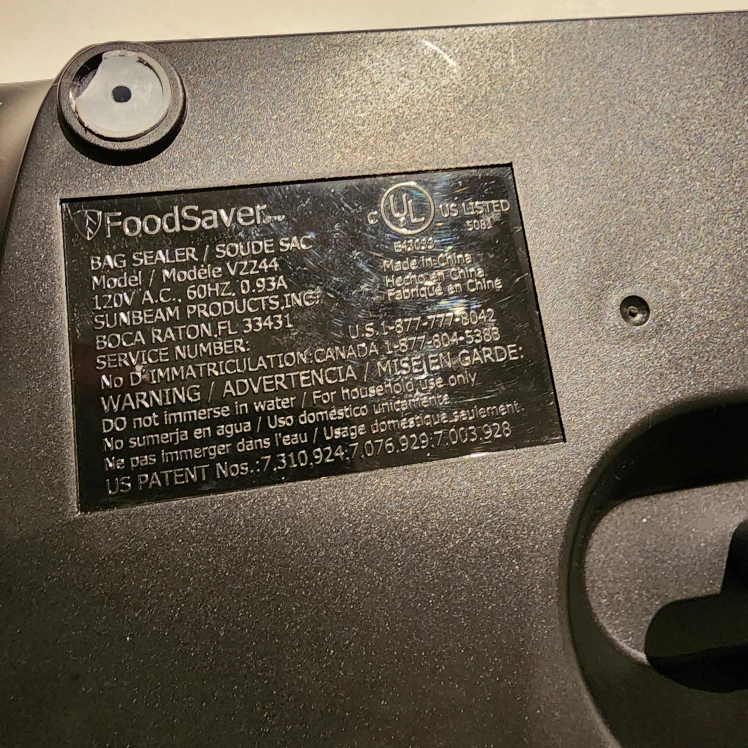 FoodSaver
C UL US LISTED
BAG SEALER / SOUDE SAC
Model / Modèle V2244
Made in China
120V A.C., 60HZ, 0.93A
Hecho en China
SUNBEAM PRODUCTS,INC.
Fabriqué en Chine
BOCA RATON,FL 33431
SERVICE NUMBER: U.S.1-877-777-8042
No D'IMMATRICULATION:CANADA 1-877-804-5383
WARNING / ADVERTENCIA / MISE EN GARDE:
DO not immerse in water / For household use only
No sumerja en agua / Uso doméstico unicamente.
Ne pas immerger dans l'eau / Usage domestique seulement.
US PATENT Nos.:7,310,924;7,076,929;7,003,928